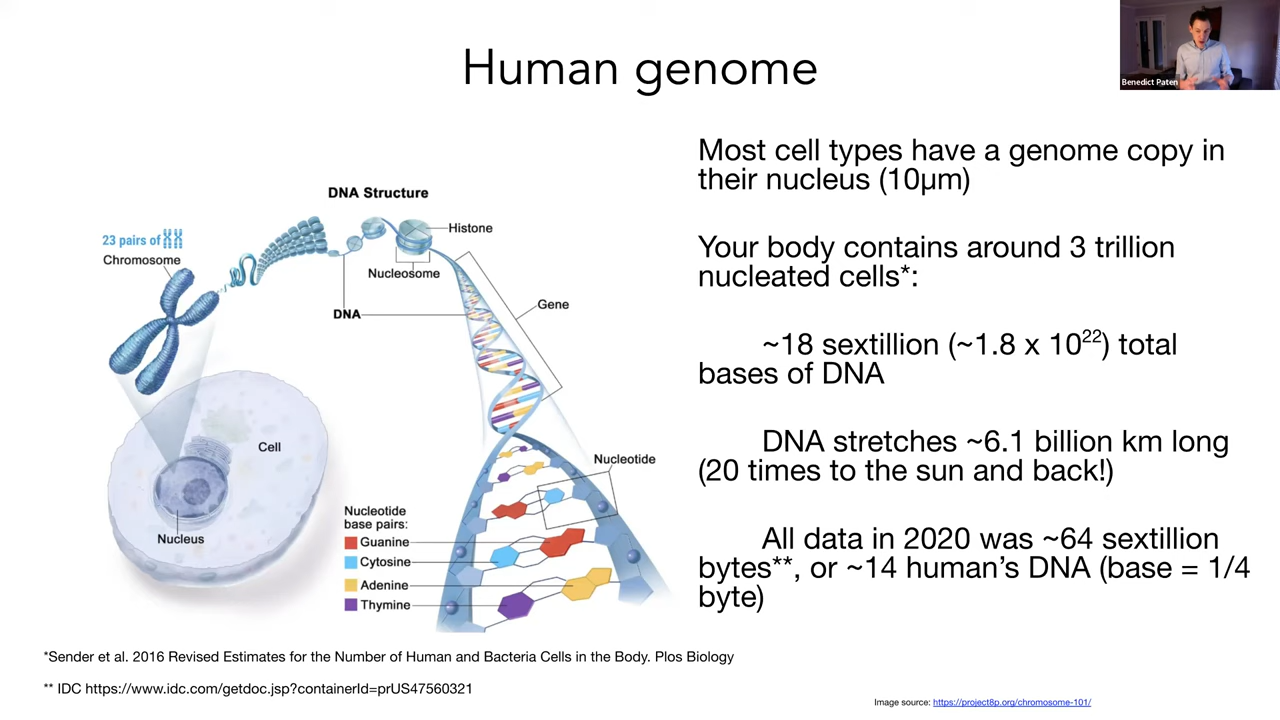 Human genome
Benedict Paten
DNA Structure
23 pairs of
Chromosome
Histone
Nucleosome
DNA
Gene
Cell
Nucleus
Nucleotide
Nucleotide
base pairs:
Guanine
Cytosine
Adenine
Thymine
Most cell types have a genome copy in
their nucleus (10µm)
Your body contains around 3 trillion
nucleated cells*:
~18 sextillion (~1.8 x 10²²) total
bases of DNA
DNA stretches ~6.1 billion km long
(20 times to the sun and back!)
All data in 2020 was ~64 sextillion
bytes**, or ~14 human’s DNA (base = 1/4
byte)
*Sender et al. 2016 Revised Estimates for the Number of Human and Bacteria Cells in the Body. Plos Biology
** IDC https://www.idc.com/getdoc.jsp?containerId=prUS47560321
Image source: https://project8p.org/chromosome-101/